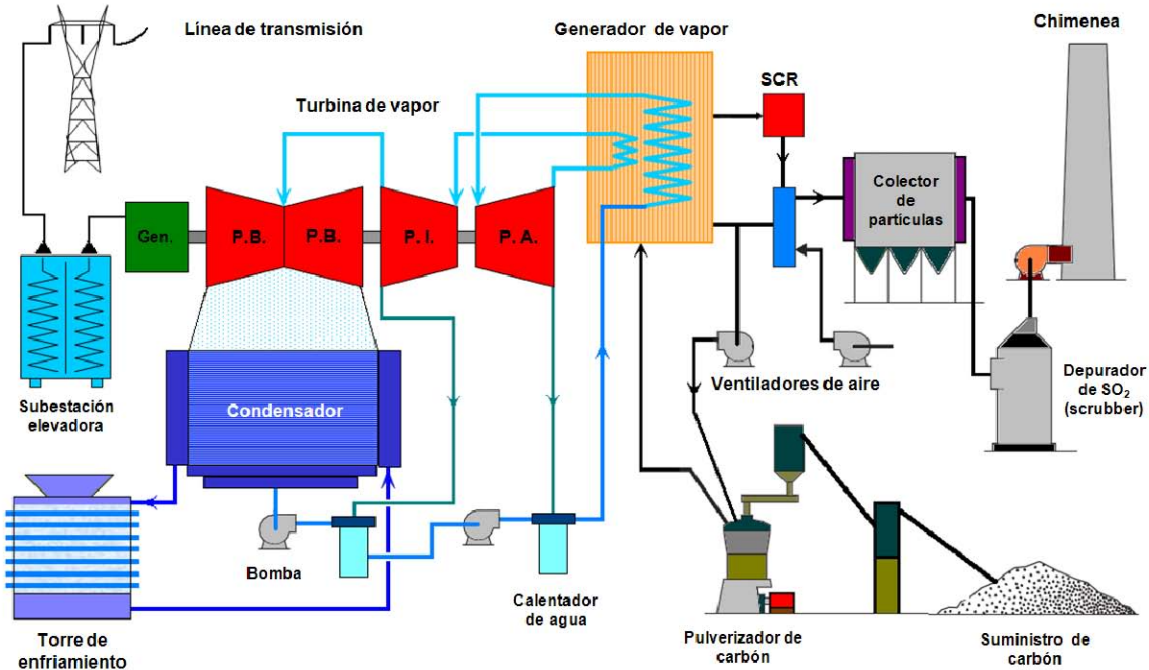 Línea de transmisión
Generador de vapor
Chimenea
SCR
Turbina de vapor
Colector
de
particulas
Gen.
P.B.
P.B.
P. I.
P. A.
Ventiladores de aire
Depurador
de SO₂
(scrubber)
Subestación
elevadora
Condensador
Bomba
Calentador
de agua
Torre de
enfriamiento
Pulverizador de
carbón
Suministro de
carbón